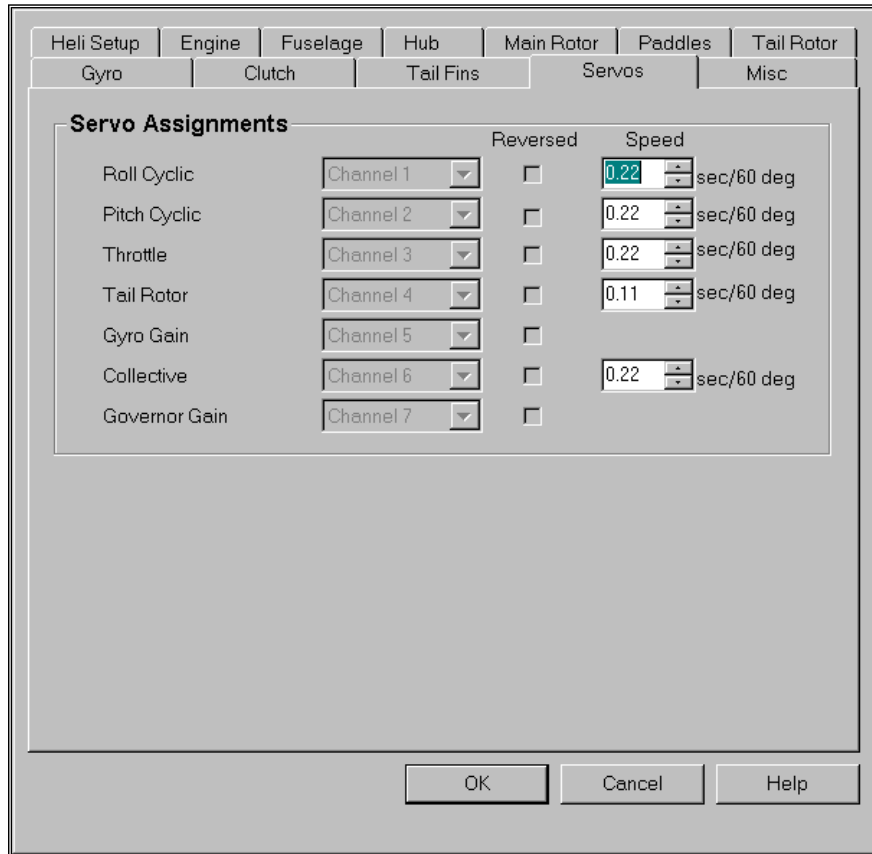 Heli Setup Engine Fuselage Hub Main Rotor Paddles Tail Rotor
Gyro Clutch Tail Fins Servos Misc
Servo Assignments
Reversed Speed
Roll Cyclic Channel 1 0.22 sec/60 deg
Pitch Cyclic Channel 2 0.22 sec/60 deg
Throttle Channel 3 0.22 sec/60 deg
Tail Rotor Channel 4 0.11 sec/60 deg
Gyro Gain Channel 5
Collective Channel 6 0.22 sec/60 deg
Governor Gain Channel 7
OK Cancel Help